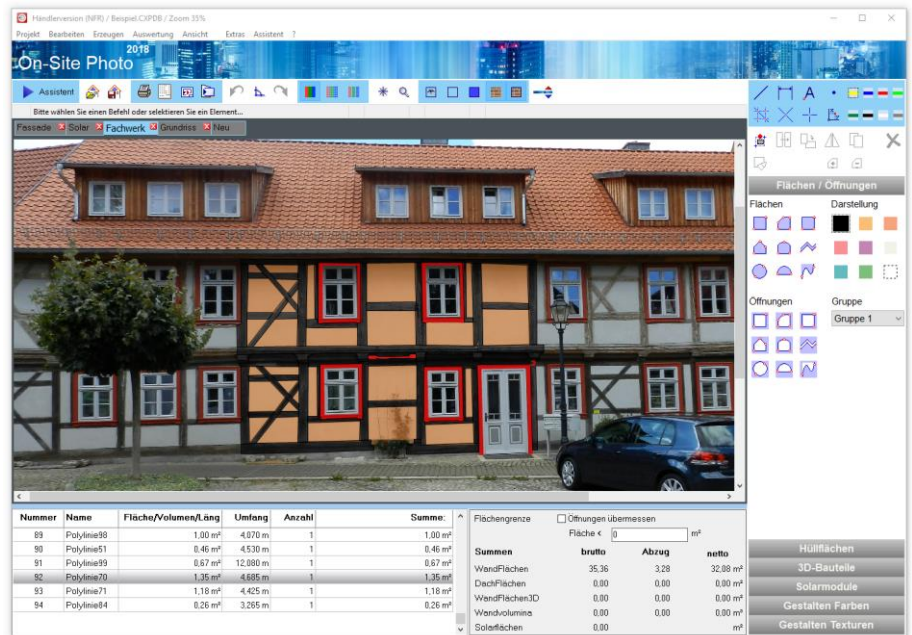 Händlerversion (NFR) / Beispiel.CXPDB / Zoom 35%
Projekt Bearbeiten Erzeugen Auswertung Ansicht Extras Assistent ?
On-Site Photo 2018
Assistent
Bitte wählen Sie einen Befehl oder selektieren Sie ein Element...
Fassade Solar Fachwerk Grundriss Neu
Flächen / Öffnungen
Flächen Darstellung
Öffnungen Gruppe
Gruppe 1
Nummer Name Fläche/Volumen/Läng Umfang Anzahl Summe:
89 Polylinie98 1,00 m² 4,070 m 1 1,00 m²
90 Polylinie51 0,46 m² 4,530 m 1 0,46 m²
91 Polylinie99 0,67 m² 12,080 m 1 0,67 m²
92 Polylinie70 1,35 m² 4,685 m 1 1,35 m²
93 Polylinie71 1,18 m² 4,425 m 1 1,18 m²
94 Polylinie84 0,26 m² 3,265 m 1 0,26 m²
Flächengrenze Öffnungen übermessen
Fläche < 0 m²
Summen brutto Abzug netto
WandFlächen 35,36 3,28 32,08 m²
DachFlächen 0,00 0,00 0,00 m²
WandFlächen3D 0,00 0,00 0,00 m²
Wandvolumina 0,00 0,00 0,00 m²
Solarflächen 0,00 m²
Hüllflächen
3D-Bauteile
Solarmodule
Gestalten Farben
Gestalten Texturen